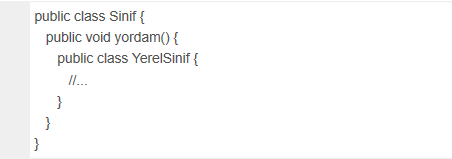 public class Sinif {
public void yordam() {
public class YerelSinif {
//...
}
}
}